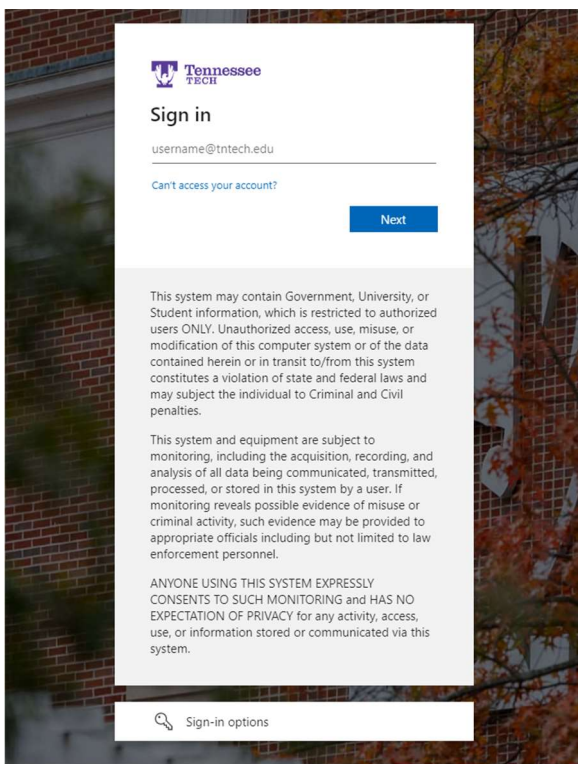 Tennessee
TECH
Sign in
username@tntech.edu
Can't access your account?
Next
This system may contain Government, University, or
Student information, which is restricted to authorized
users ONLY. Unauthorized access, use, misuse, or
modification of this computer system or of the data
contained herein or in transit to/from this system
constitutes a violation of state and federal laws and
may subject the individual to Criminal and Civil
penalties.
This system and equipment are subject to
monitoring, including the acquisition, recording, and
analysis of all data being communicated, transmitted,
processed, or stored in this system by a user. If
monitoring reveals possible evidence of misuse or
criminal activity, such evidence may be provided to
appropriate officials including but not limited to law
enforcement personnel.
ANYONE USING THIS SYSTEM EXPRESSLY
CONSENTS TO SUCH MONITORING and HAS NO
EXPECTATION OF PRIVACY for any activity, access,
use, or information stored or communicated via this
system.
Sign-in options